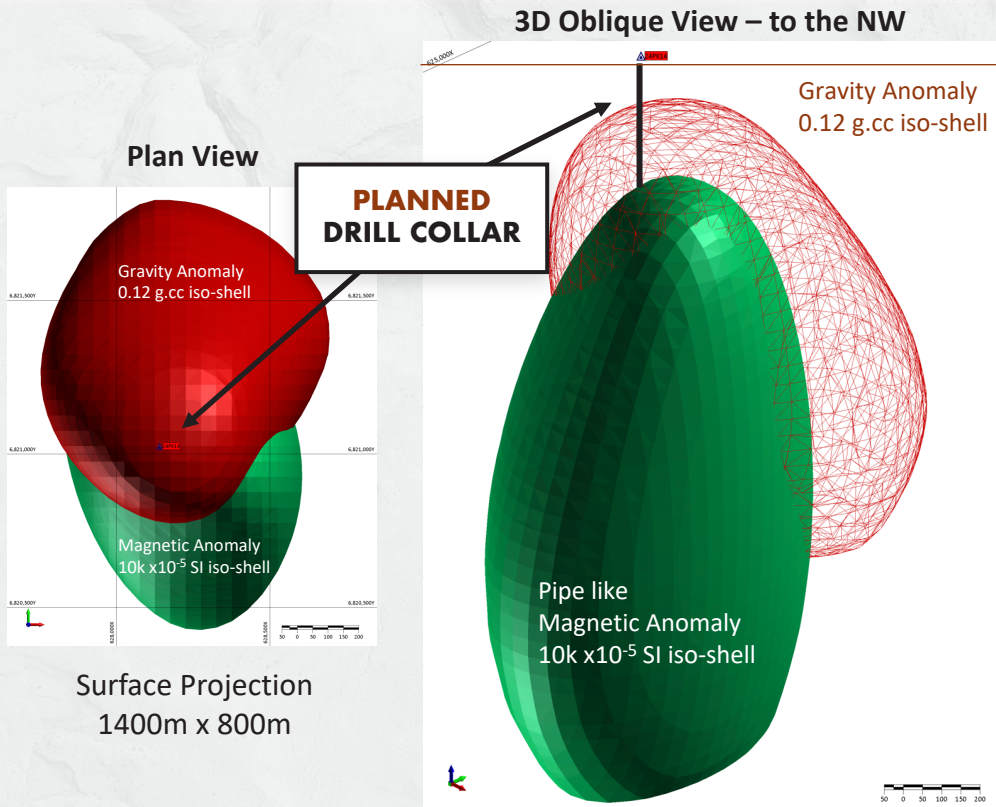 3D Oblique View – to the NW
625,000X
Gravity Anomaly
0.12 g.cc iso-shell
Plan View
PLANNED
DRILL COLLAR
Gravity Anomaly
0.12 g.cc iso-shell
6,821,500Y
6,821,500Y
6,821,000Y
6,821,000Y
Magnetic Anomaly
10k x10⁻⁵ SI iso-shell
6,820,500Y
6,820,500Y
628,000X
628,500X
50 0 50 100 150 200
Pipe like
Magnetic Anomaly
10k x10⁻⁵ SI iso-shell
Surface Projection
1400m x 800m
50 0 50 100 150 200